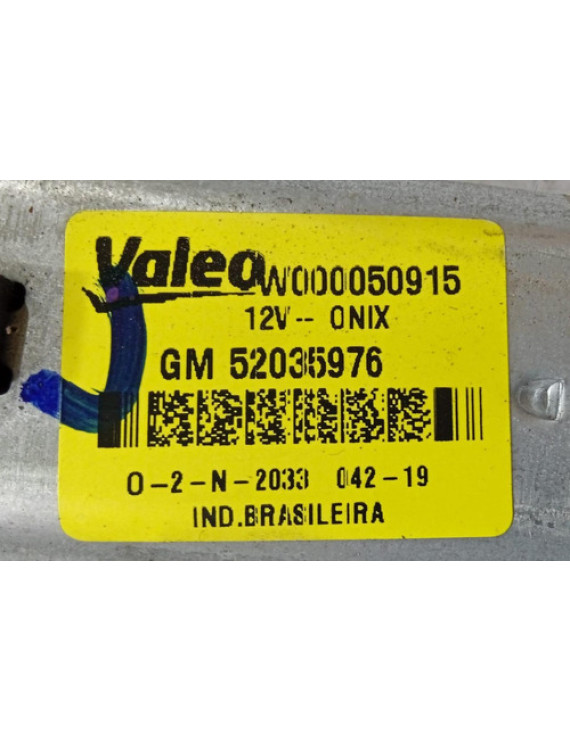 Valeo W000050915
12V-- ONIX
GM 52035976
O-2-N-2033 042-19
IND.BRASILEIRA